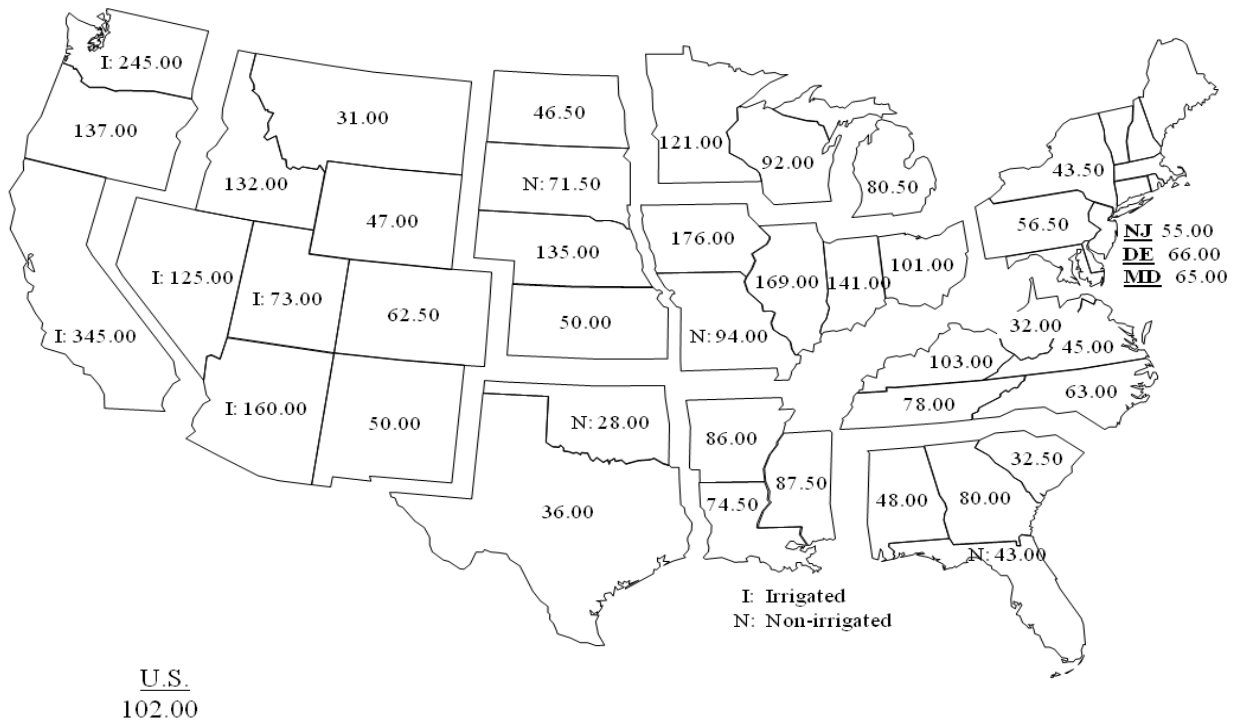 I: 245.00
137.00
31.00
46.50
121.00
92.00
80.50
43.50
132.00
47.00
N: 71.50
56.50
NJ 55.00
DE 66.00
MD 65.00
I: 125.00
I: 73.00
62.50
135.00
176.00
169.00
141.00
101.00
I: 345.00
50.00
N: 94.00
32.00
45.00
103.00
I: 160.00
50.00
N: 28.00
86.00
78.00
63.00
36.00
74.50
87.50
48.00
80.00
32.50
N: 43.00
I: Irrigated
N: Non-irrigated
U.S.
102.00